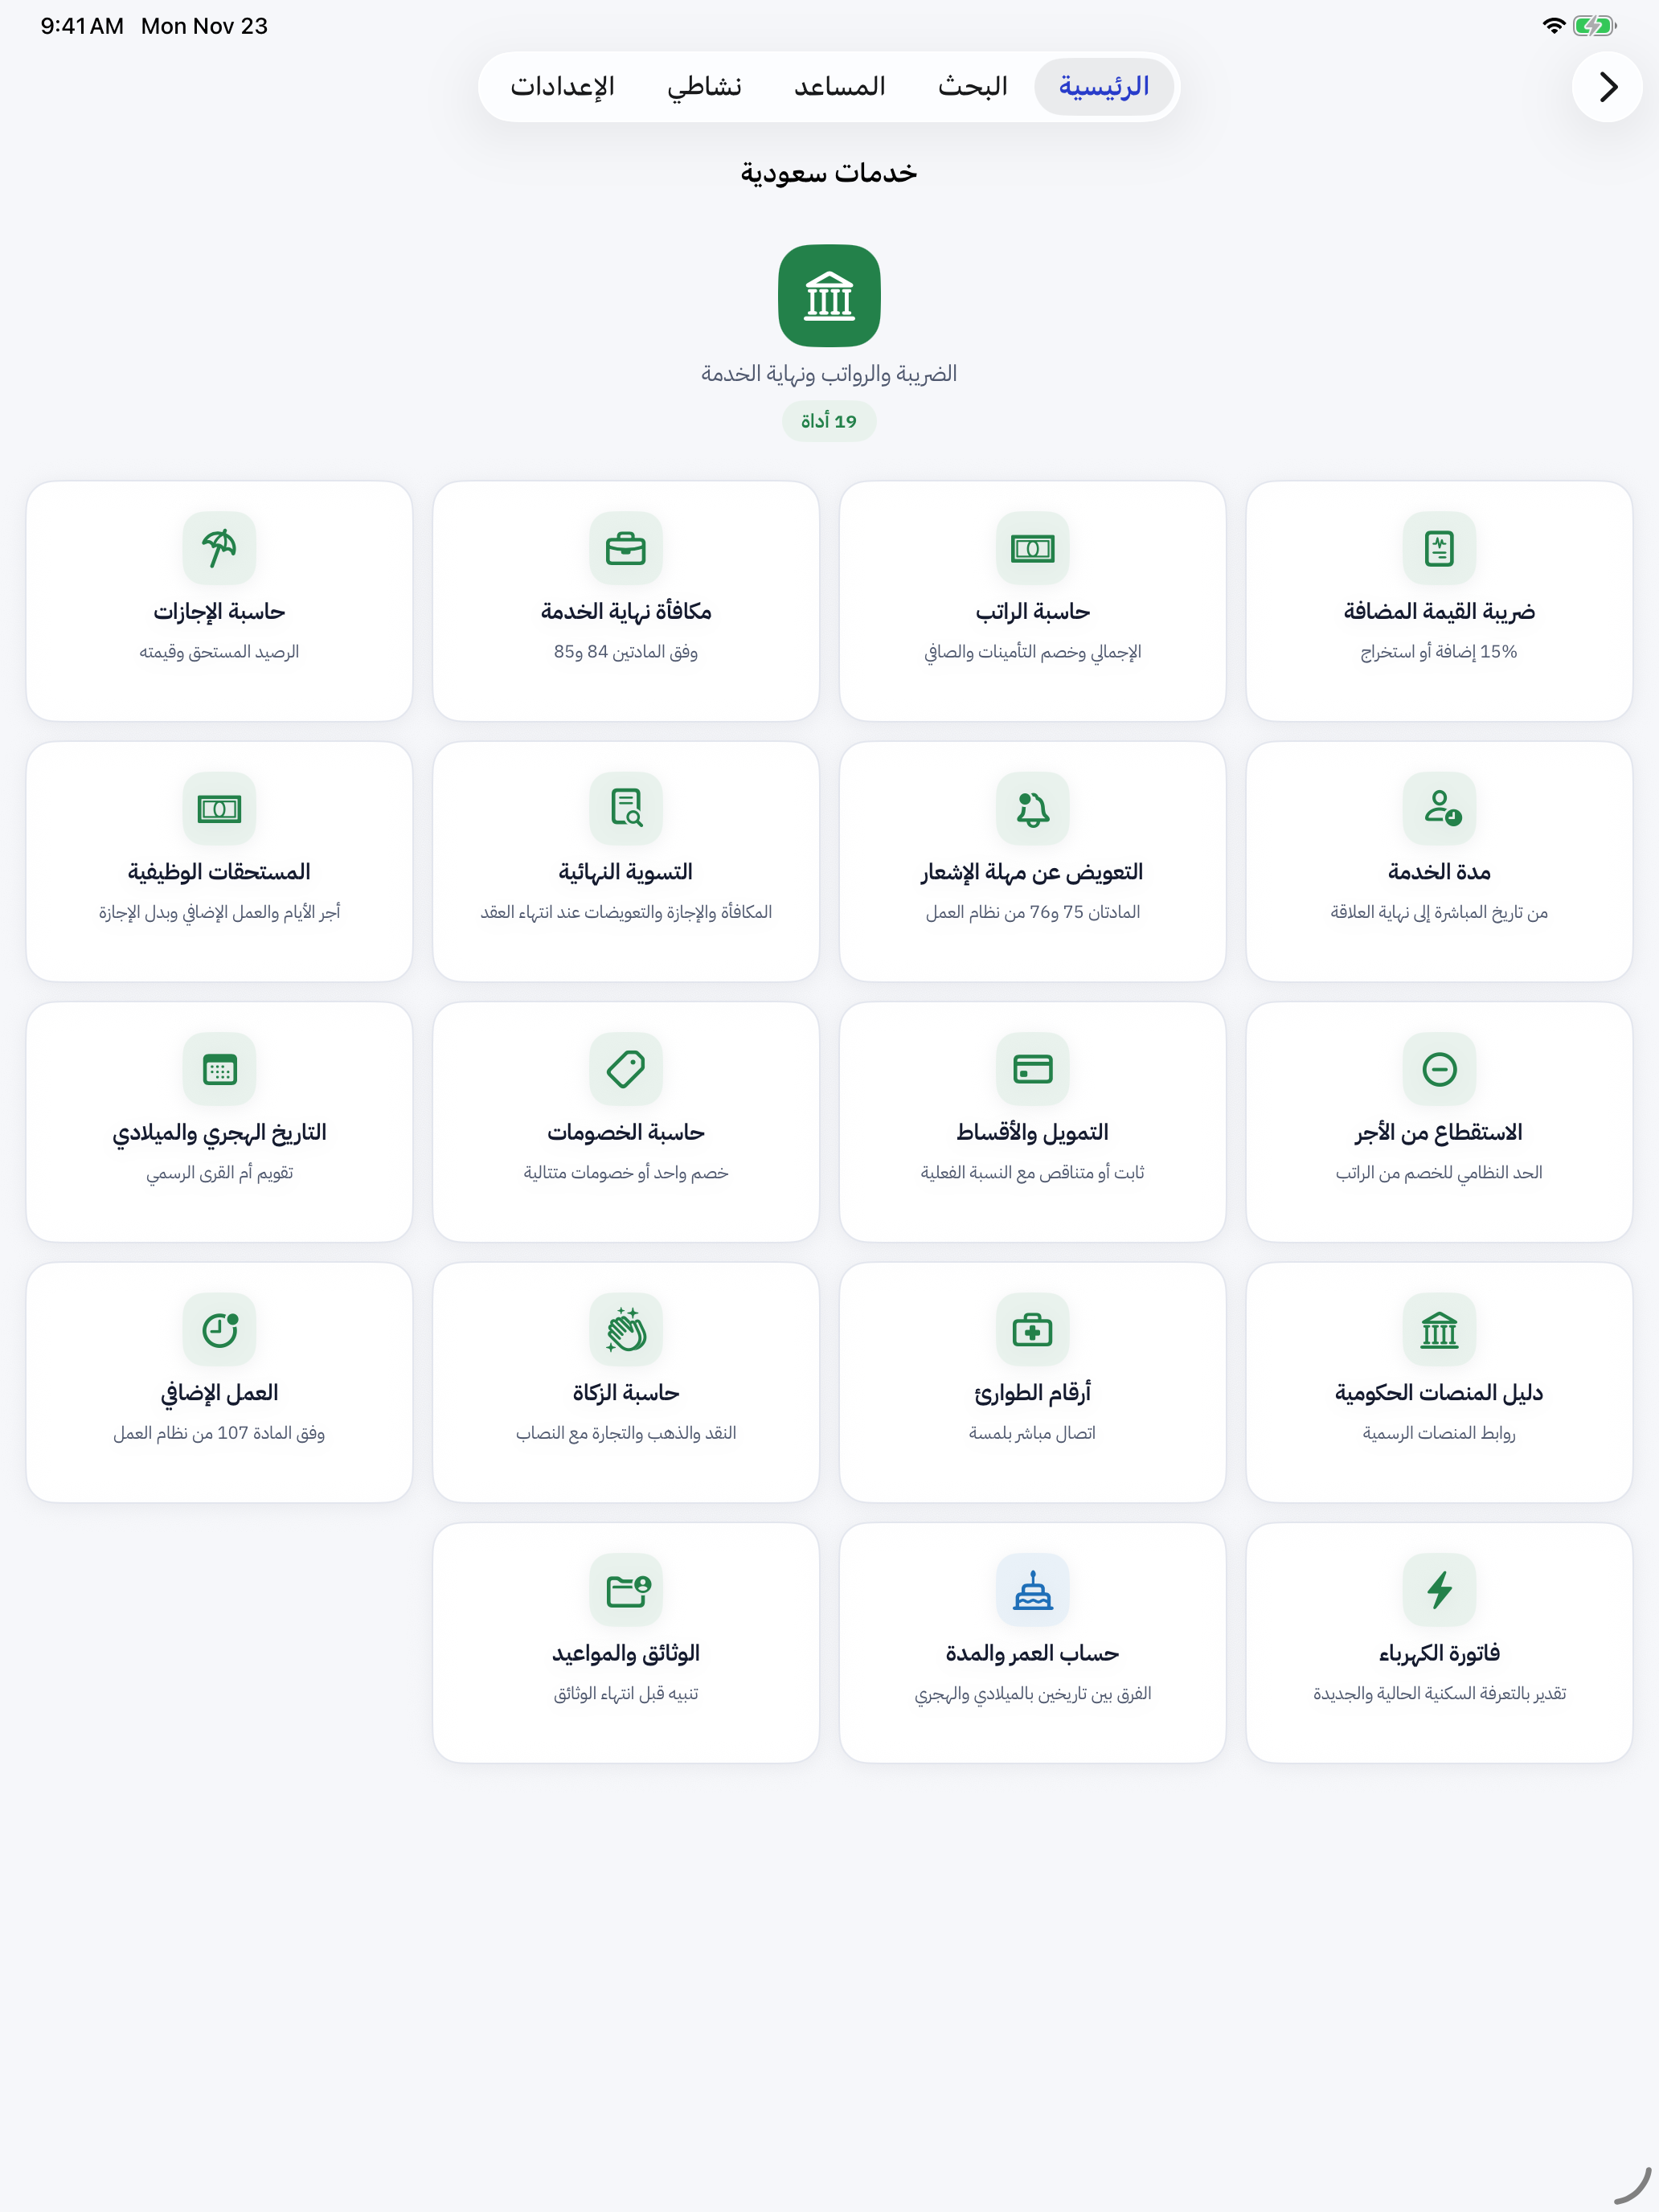 9:41 AM Mon Nov 23
الرئيسية البحث المساعد نشاطي الإعدادات
خدمات سعودية
الضريبة والرواتب ونهاية الخدمة
19 أداة
ضريبة القيمة المضافة
15% إضافة أو استخراج
حاسبة الراتب
الإجمالي وخصم التأمينات والصافي
مكافأة نهاية الخدمة
وفق المادتين 84 و85
حاسبة الإجازات
الرصيد المستحق وقيمته
مدة الخدمة
من تاريخ المباشرة إلى نهاية العلاقة
التعويض عن مهلة الإشعار
المادتان 75 و76 من نظام العمل
التسوية النهائية
المكافأة والإجازة والتعويضات عند انتهاء العقد
المستحقات الوظيفية
أجر الأيام والعمل الإضافي وبدل الإجازة
الاستقطاع من الأجر
الحد النظامي للخصم من الراتب
التمويل والأقساط
ثابت أو متناقص مع النسبة الفعلية
حاسبة الخصومات
خصم واحد أو خصومات متتالية
التاريخ الهجري والميلادي
تقويم أم القرى الرسمي
دليل المنصات الحكومية
روابط المنصات الرسمية
أرقام الطوارئ
اتصال مباشر بلمسة
حاسبة الزكاة
النقد والذهب والتجارة مع النصاب
العمل الإضافي
وفق المادة 107 من نظام العمل
فاتورة الكهرباء
تقدير بالتعرفة السكنية الحالية والجديدة
حساب العمر والمدة
الفرق بين تاريخين بالميلادي والهجري
الوثائق والمواعيد
تنبيه قبل انتهاء الوثائق